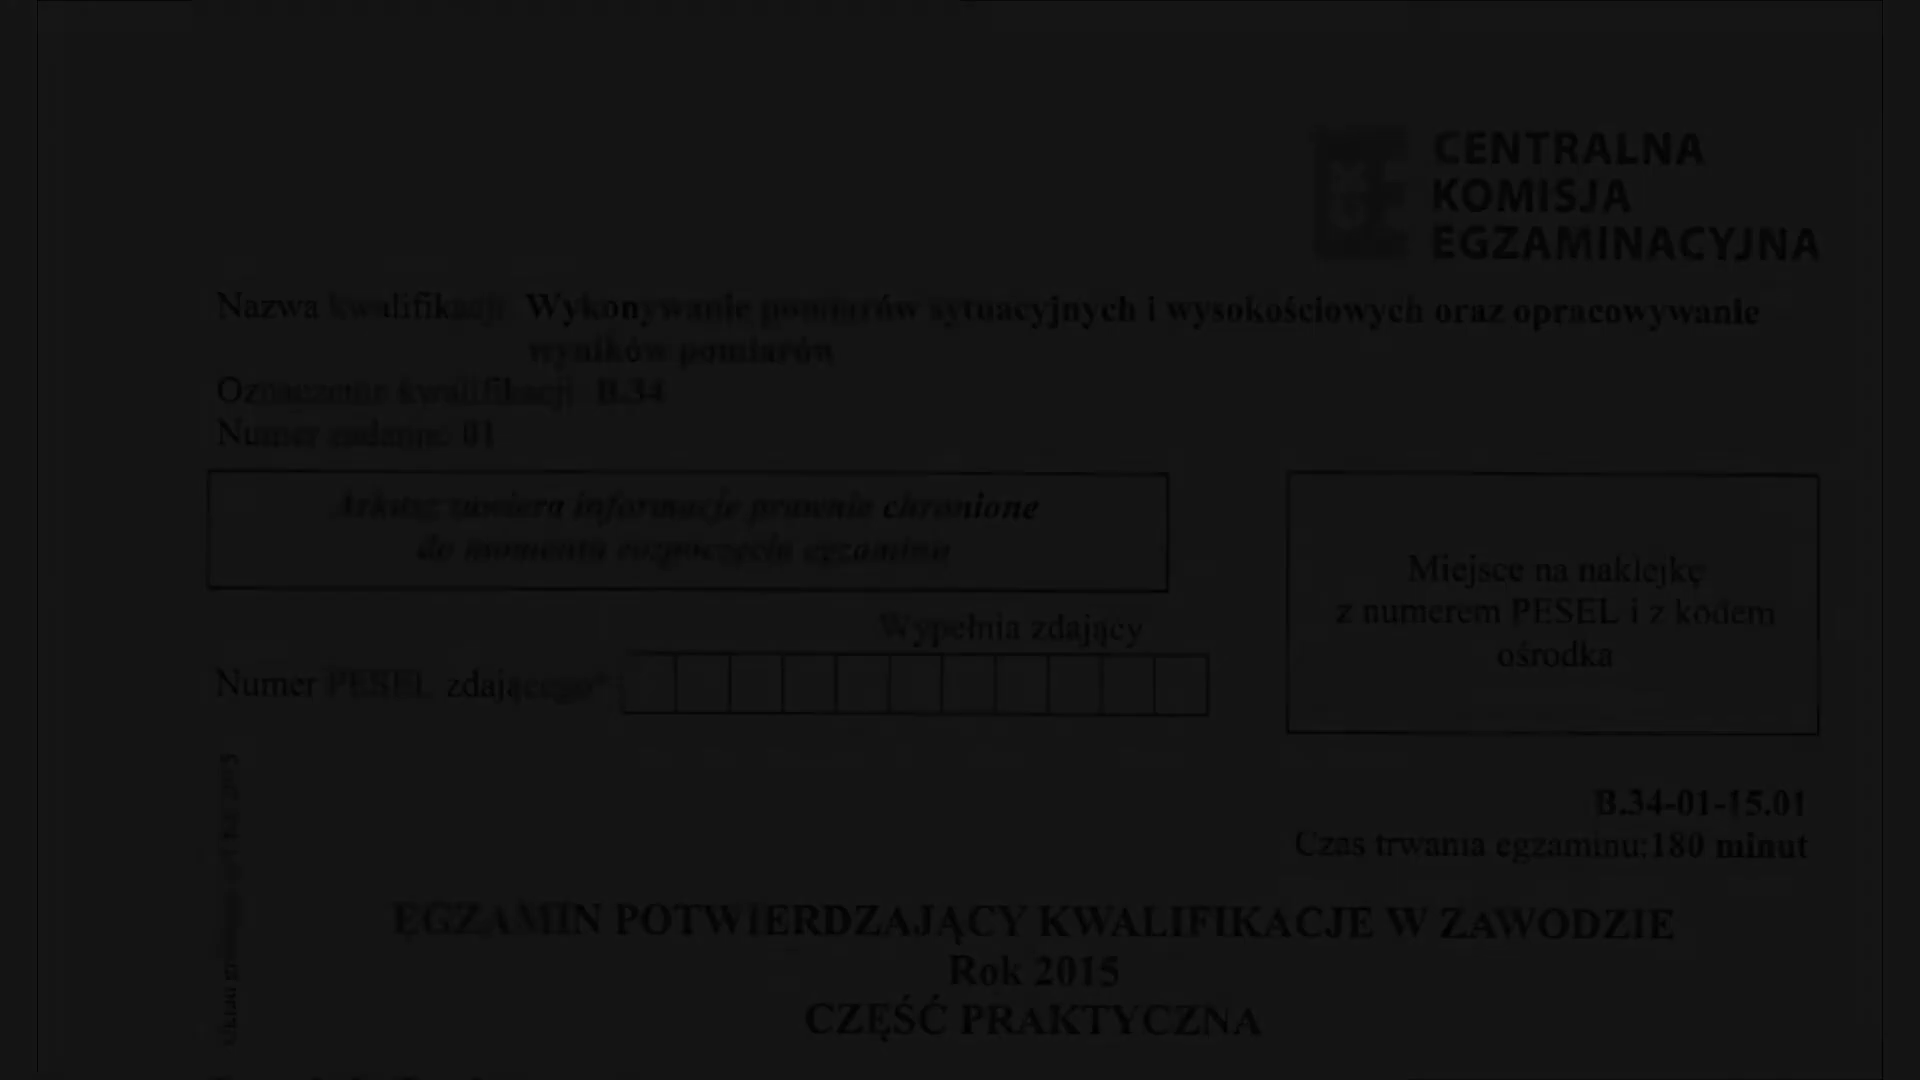 CENTRALNA
KOMISJA
EGZAMINACYJNA
Nazwa kwalifikacji: Wykonywanie pomiarów sytuacyjnych i wysokościowych oraz opracowywanie
wyników pomiarów
Oznaczenie kwalifikacji: B.34
Numer zadania: 01
Arkusz zawiera informacje prawnie chronione
do momentu rozpoczęcia egzaminu
Miejsce na naklejkę
z numerem PESEL i z kodem
ośrodka
Wypełnia zdający
Numer PESEL zdającego*
B.34-01-15.01
Czas trwania egzaminu:180 minut
EGZAMIN POTWIERDZAJĄCY KWALIFIKACJE W ZAWODZIE
Rok 2015
CZĘŚĆ PRAKTYCZNA